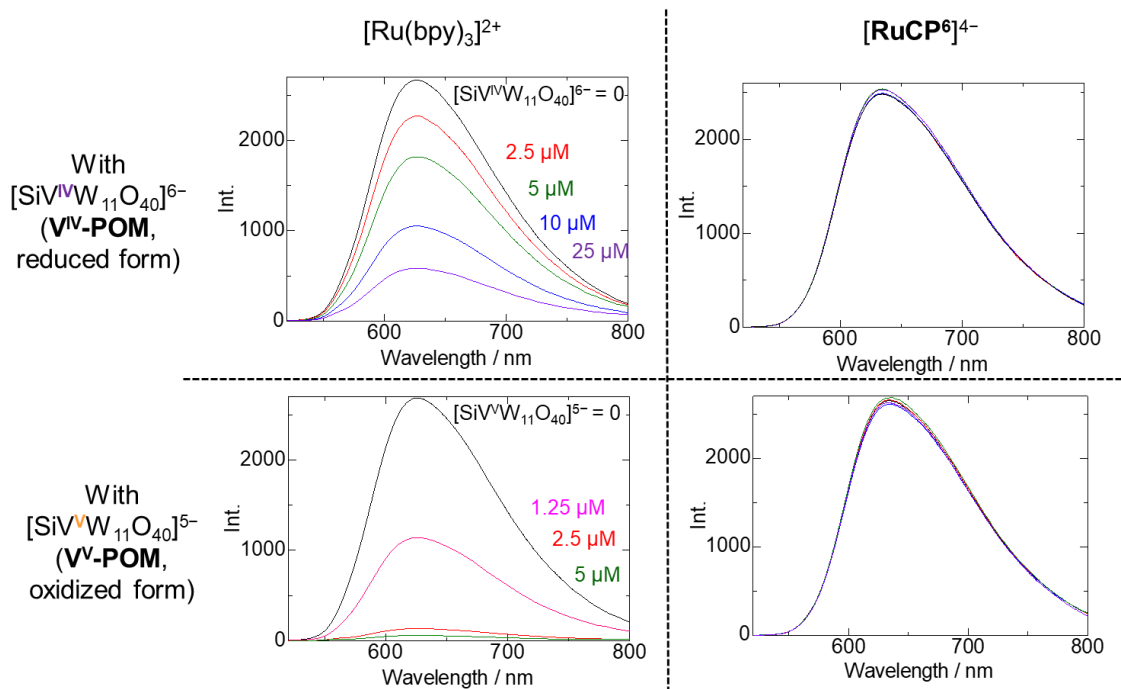 [Ru(bpy)₃]²⁺
[RuCP⁶]⁴⁻
With
[SiVᴵⱽW₁₁O₄₀]⁶⁻
(Vᴵⱽ-POM,
reduced form)
[SiVᴵⱽW₁₁O₄₀]⁶⁻ = 0
2.5 µM
5 µM
10 µM
25 µM
Int.
2000
1000
0
600
700
800
Wavelength / nm
Int.
2000
1000
0
600
700
800
Wavelength / nm
With
[SiVⱽW₁₁O₄₀]⁵⁻
(Vⱽ-POM,
oxidized form)
[SiVⱽW₁₁O₄₀]⁵⁻ = 0
1.25 µM
2.5 µM
5 µM
Int.
2000
1000
0
600
700
800
Wavelength / nm
Int.
2000
1000
0
600
700
800
Wavelength / nm